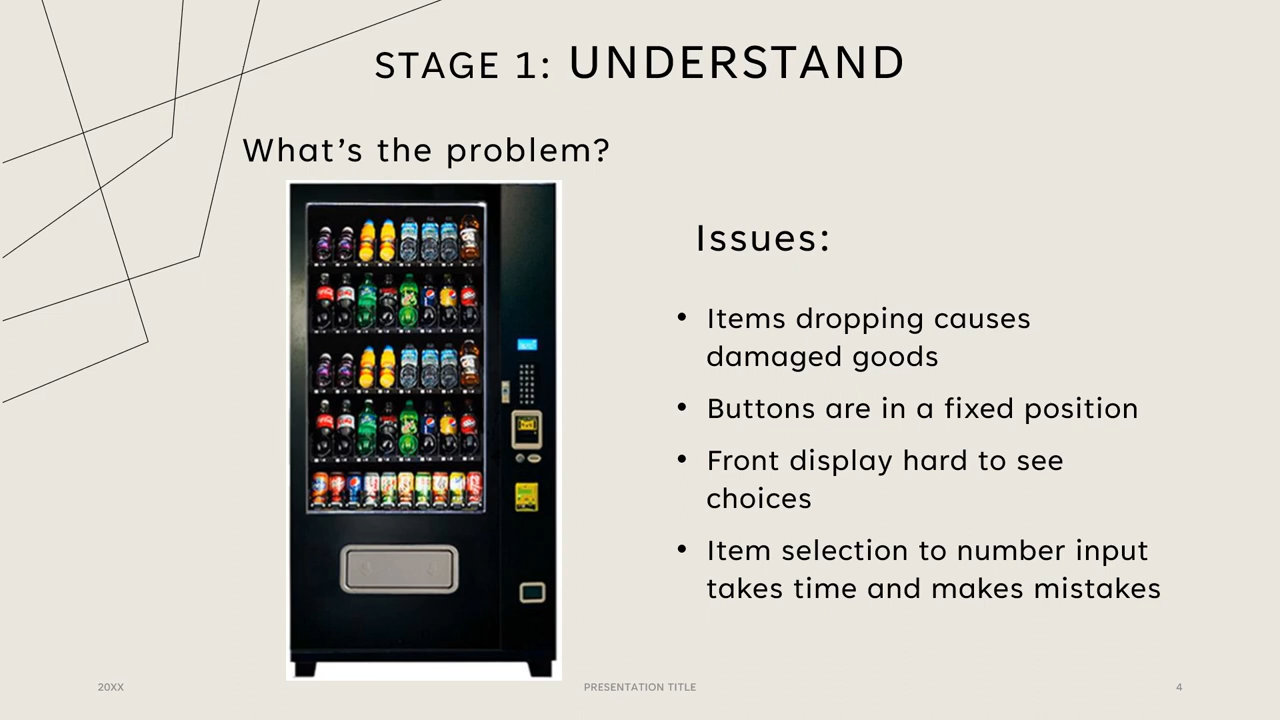 STAGE 1: UNDERSTAND
What's the problem?
Issues:
• Items dropping causes
damaged goods
• Buttons are in a fixed position
• Front display hard to see
choices
• Item selection to number input
takes time and makes mistakes
20XX
PRESENTATION TITLE
4